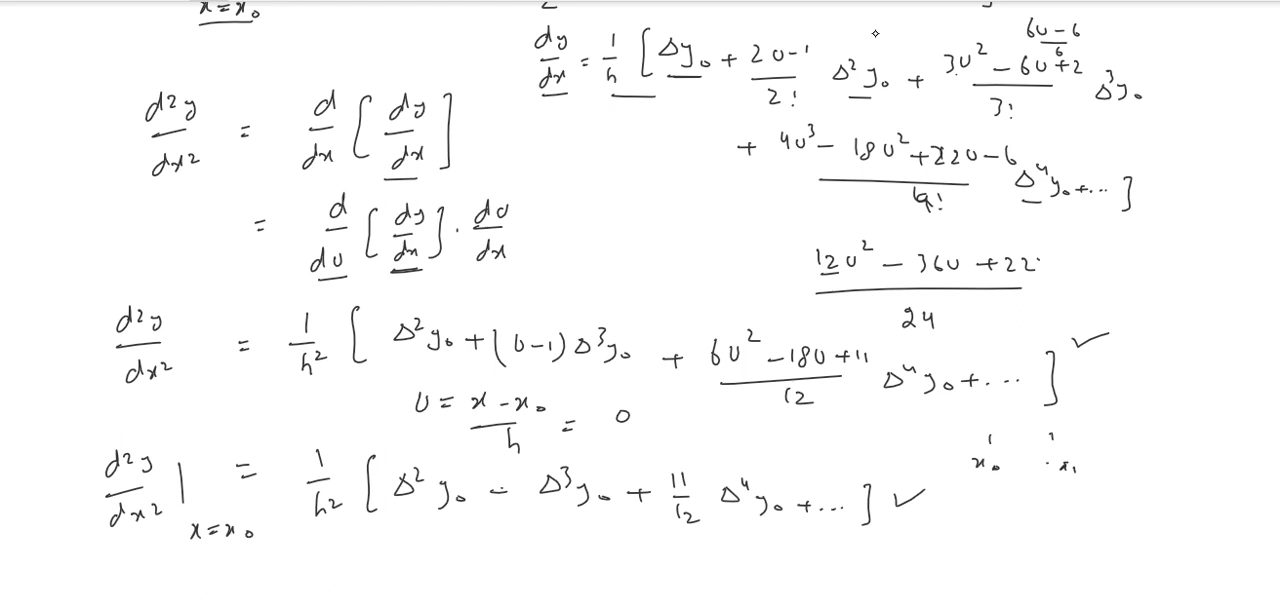 x = x₀
dy/dx = 1/h [ Δy₀ + 2u-1/2! Δ²y₀ + 3u² - 6u + 2/3! Δ³y₀
6u-6/6
+ 4u³ - 18u² + 22u - 6/4! Δ⁴y₀ + ... ]
d²y/dx² = d/dx [ dy/dx ]
= d/du [ dy/dx ] . du/dx
12u² - 36u + 22/24
d²y/dx² = 1/h² [ Δ²y₀ + (u-1) Δ³y₀ + 6u² - 18u + 11/12 Δ⁴y₀ + ... ] ✓
u = x - x₀/h = 0
x₀ x₁
d²y/dx² | x = x₀ = 1/h² [ Δ²y₀ - Δ³y₀ + 11/12 Δ⁴y₀ + ... ] ✓